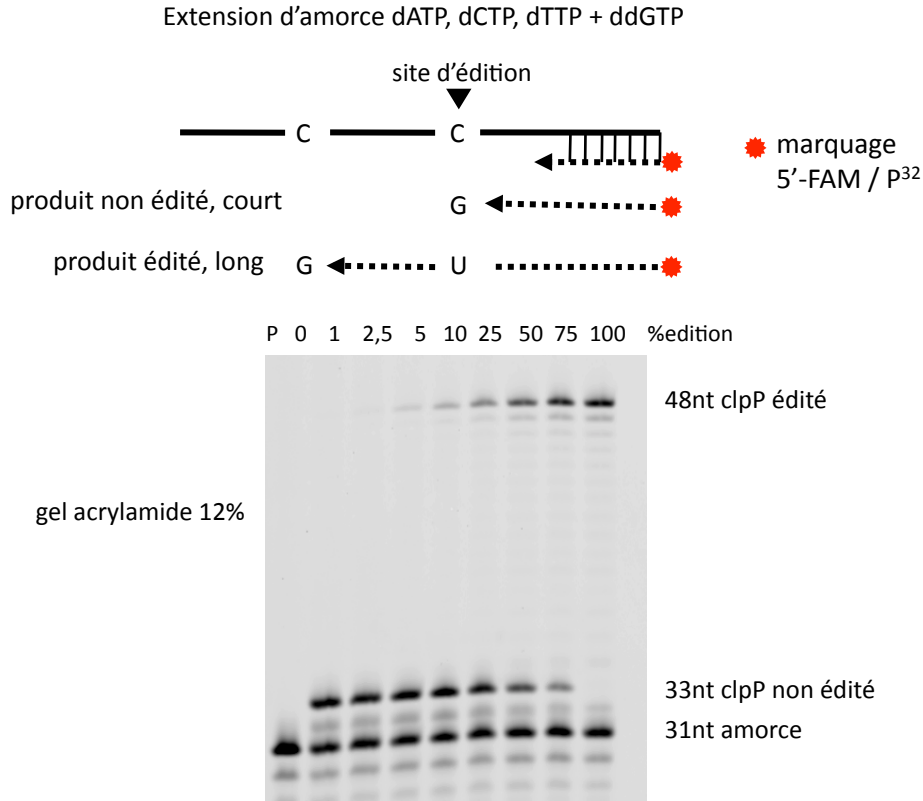 Extension d'amorce dATP, dCTP, dTTP + ddGTP
site d'édition
C C
marquage
5'-FAM / P32
produit non édité, court G
produit édité, long G U
P 0 1 2,5 5 10 25 50 75 100 %edition
48nt clpP édité
gel acrylamide 12%
33nt clpP non édité
31nt amorce